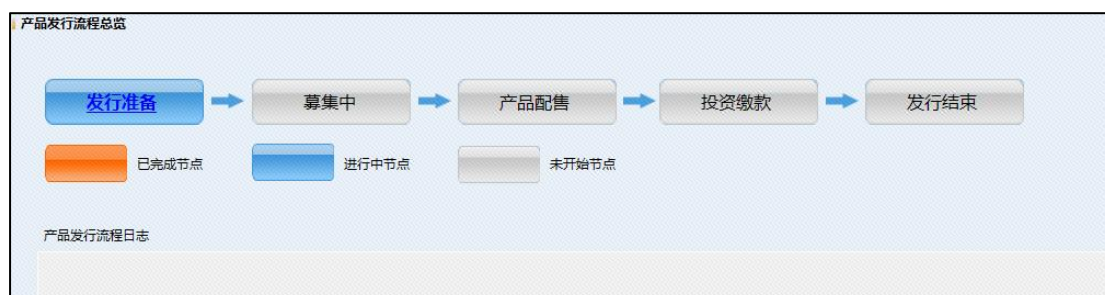 产品发行流程总览
发行准备 募集中 产品配售 投资缴款 发行结束
已完成节点 进行中节点 未开始节点
产品发行流程日志